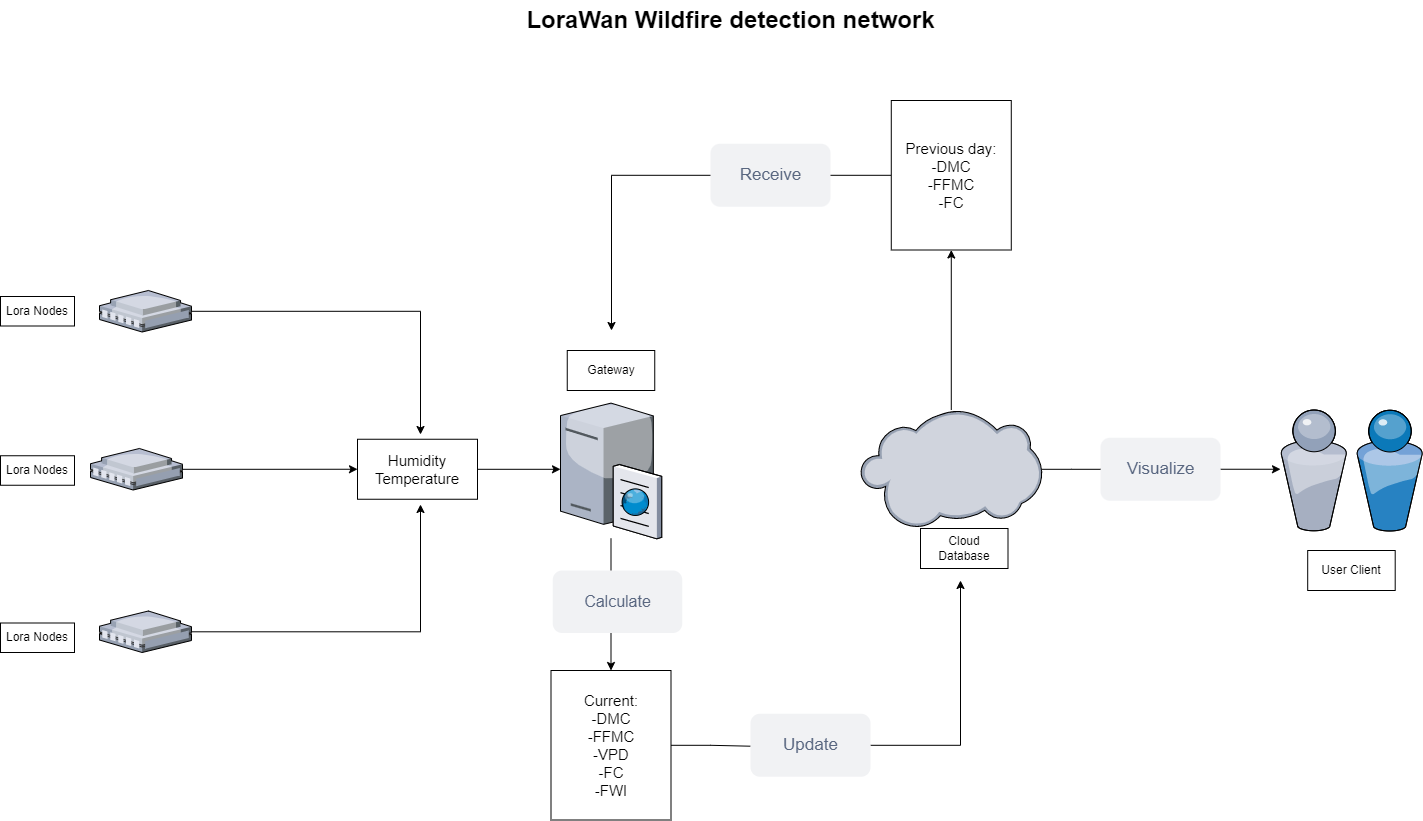 LoraWan Wildfire detection network
Previous day:
-DMC
-FFMC
-FC
Receive
Lora Nodes
Gateway
Lora Nodes
Humidity
Temperature
Visualize
Cloud
Database
User Client
Calculate
Lora Nodes
Current:
-DMC
-FFMC
-VPD
-FC
-FWI
Update